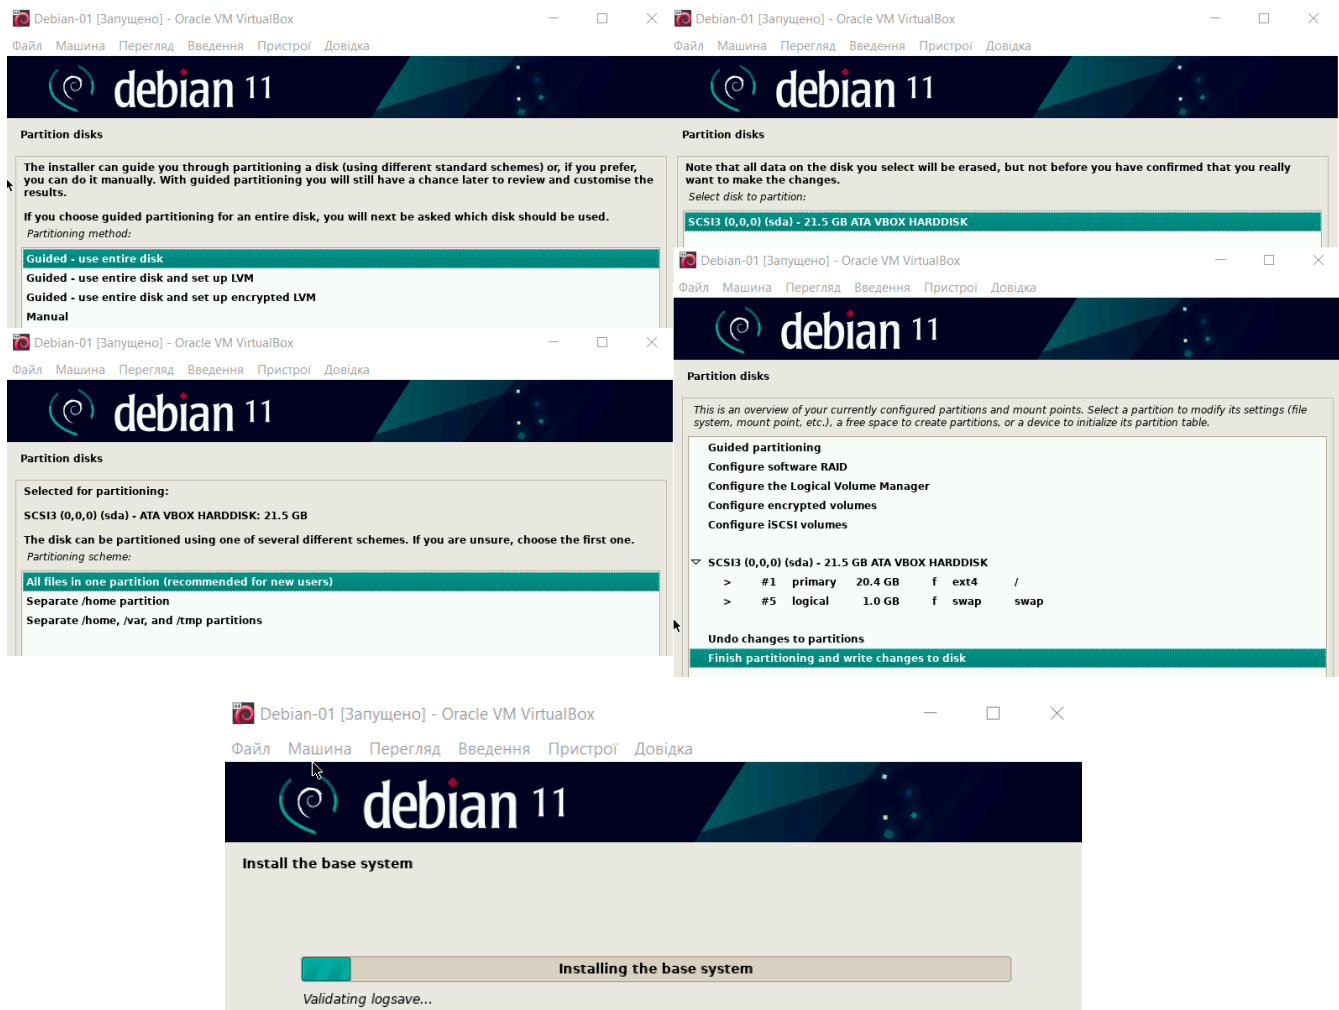 Debian-01 [Запущено] - Oracle VM VirtualBox
Файл Машина Перегляд Введення Пристрої Довідка
debian 11
Partition disks
The installer can guide you through partitioning a disk (using different standard schemes) or, if you prefer,
you can do it manually. With guided partitioning you will still have a chance later to review and customise the
results.
If you choose guided partitioning for an entire disk, you will next be asked which disk should be used.
Partitioning method:
Guided - use entire disk
Guided - use entire disk and set up LVM
Guided - use entire disk and set up encrypted LVM
Manual
Debian-01 [Запущено] - Oracle VM VirtualBox
Файл Машина Перегляд Введення Пристрої Довідка
debian 11
Partition disks
Note that all data on the disk you select will be erased, but not before you have confirmed that you really
want to make the changes.
Select disk to partition:
SCSI3 (0,0,0) (sda) - 21.5 GB ATA VBOX HARDDISK
Debian-01 [Запущено] - Oracle VM VirtualBox
Файл Машина Перегляд Введення Пристрої Довідка
debian 11
Partition disks
Selected for partitioning:
SCSI3 (0,0,0) (sda) - ATA VBOX HARDDISK: 21.5 GB
The disk can be partitioned using one of several different schemes. If you are unsure, choose the first one.
Partitioning scheme:
All files in one partition (recommended for new users)
Separate /home partition
Separate /home, /var, and /tmp partitions
Debian-01 [Запущено] - Oracle VM VirtualBox
Файл Машина Перегляд Введення Пристрої Довідка
debian 11
Partition disks
This is an overview of your currently configured partitions and mount points. Select a partition to modify its settings (file
system, mount point, etc.), a free space to create partitions, or a device to initialize its partition table.
Guided partitioning
Configure software RAID
Configure the Logical Volume Manager
Configure encrypted volumes
Configure iSCSI volumes
SCSI3 (0,0,0) (sda) - 21.5 GB ATA VBOX HARDDISK
> #1 primary 20.4 GB f ext4 /
> #5 logical 1.0 GB f swap swap
Undo changes to partitions
Finish partitioning and write changes to disk
Debian-01 [Запущено] - Oracle VM VirtualBox
Файл Машина Перегляд Введення Пристрої Довідка
debian 11
Install the base system
Installing the base system
Validating logsave...